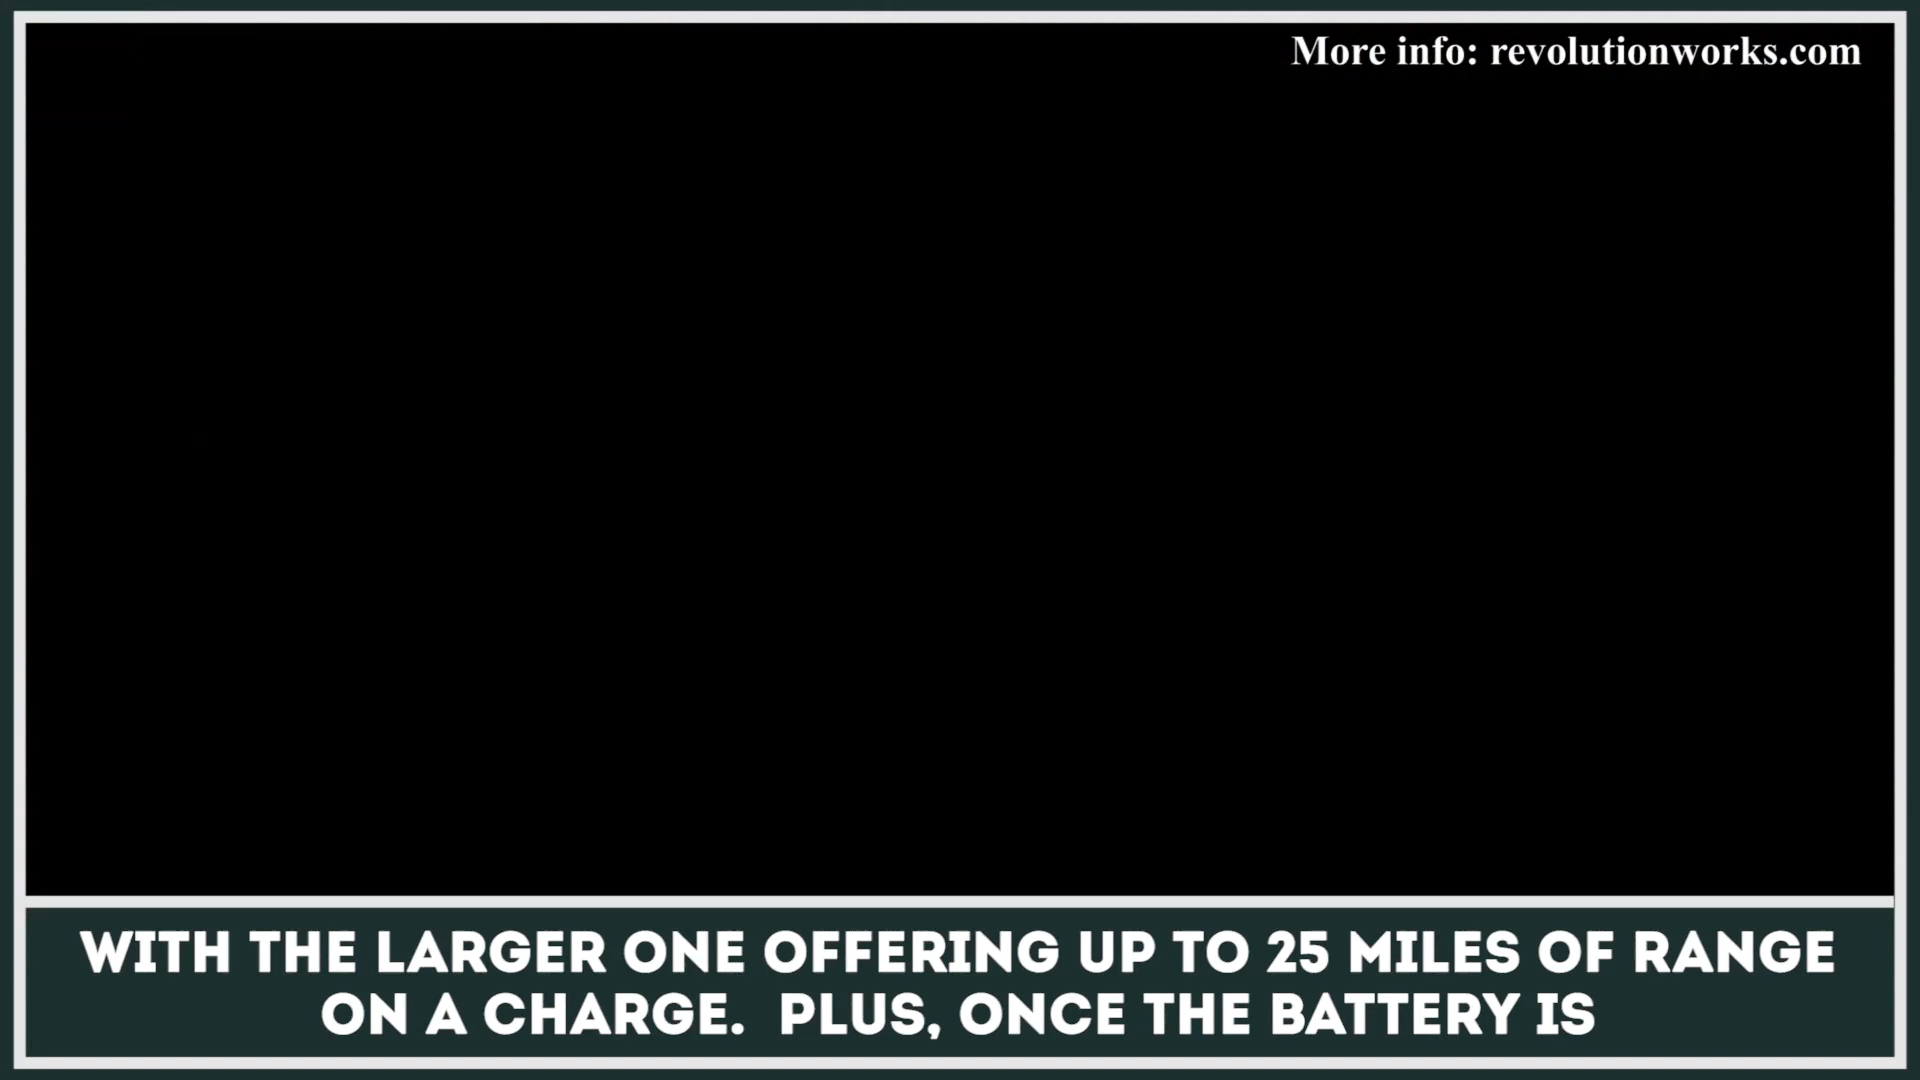 More info: revolutionworks.com
WITH THE LARGER ONE OFFERING UP TO 25 MILES OF RANGE
ON A CHARGE.  PLUS, ONCE THE BATTERY IS